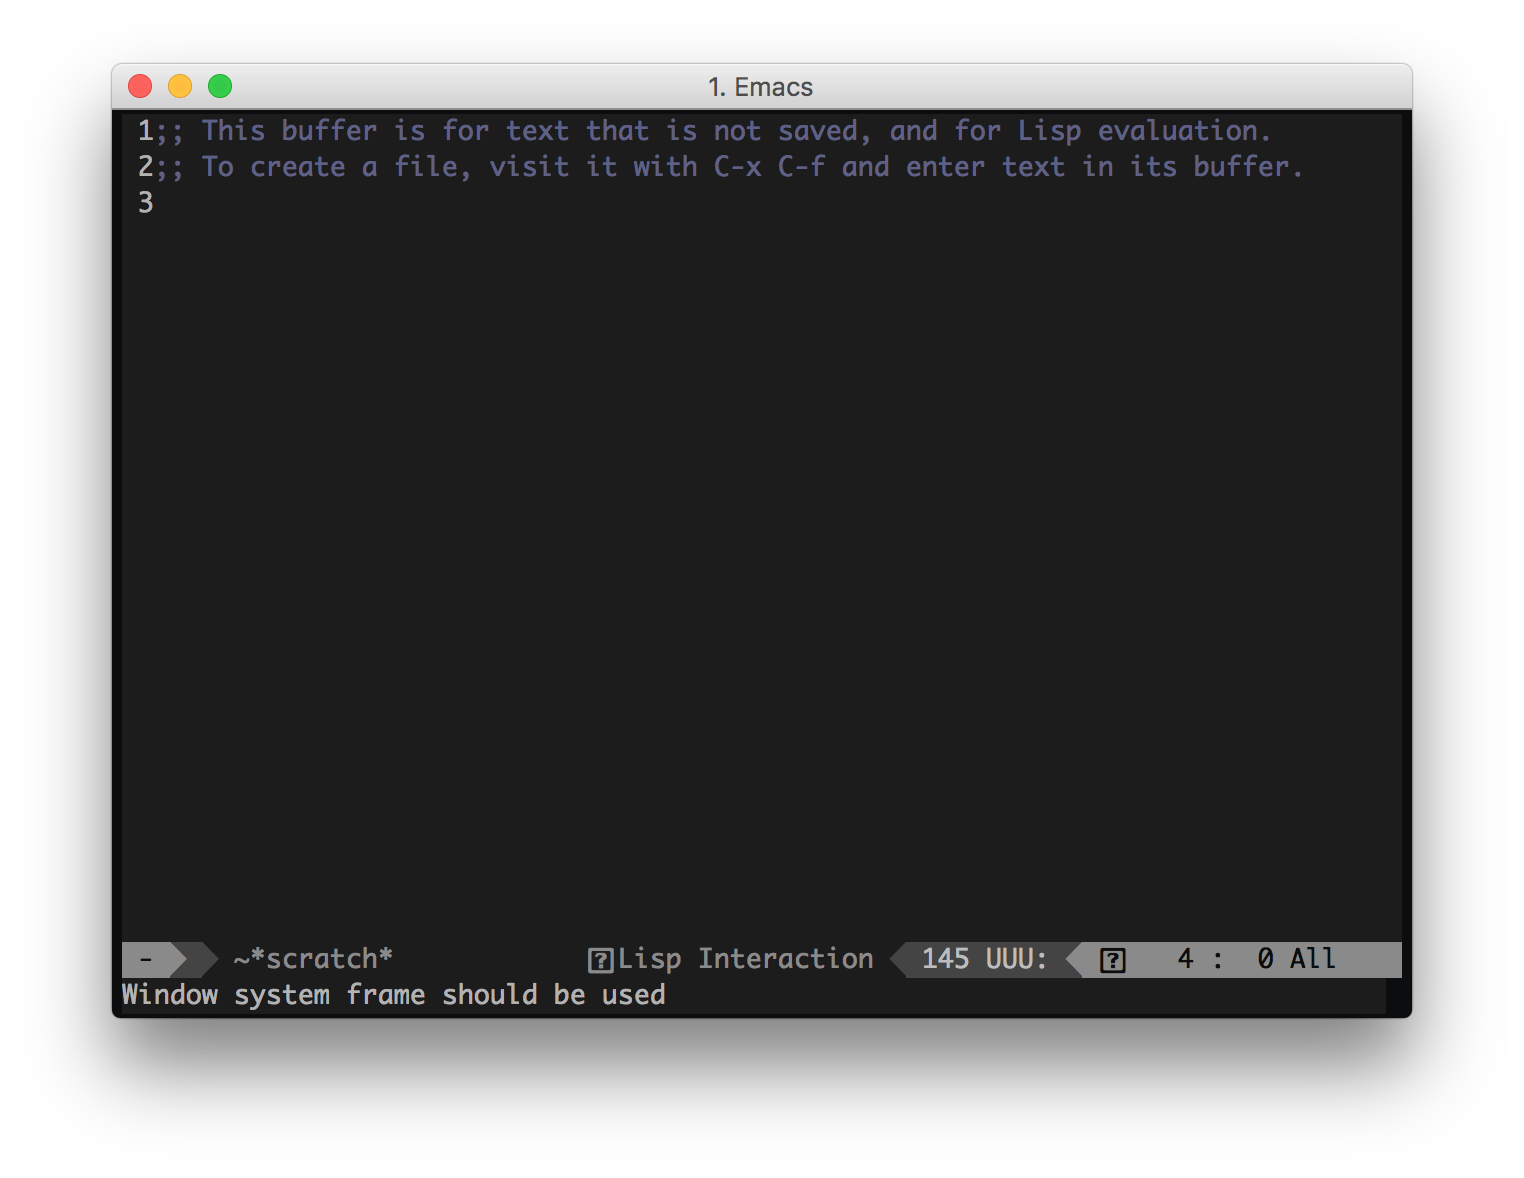 1. Emacs
1;; This buffer is for text that is not saved, and for Lisp evaluation.
2;; To create a file, visit it with C-x C-f and enter text in its buffer.
3
- ~*scratch* ⍰Lisp Interaction 145 UUU: ⍰ 4 : 0 All
Window system frame should be used